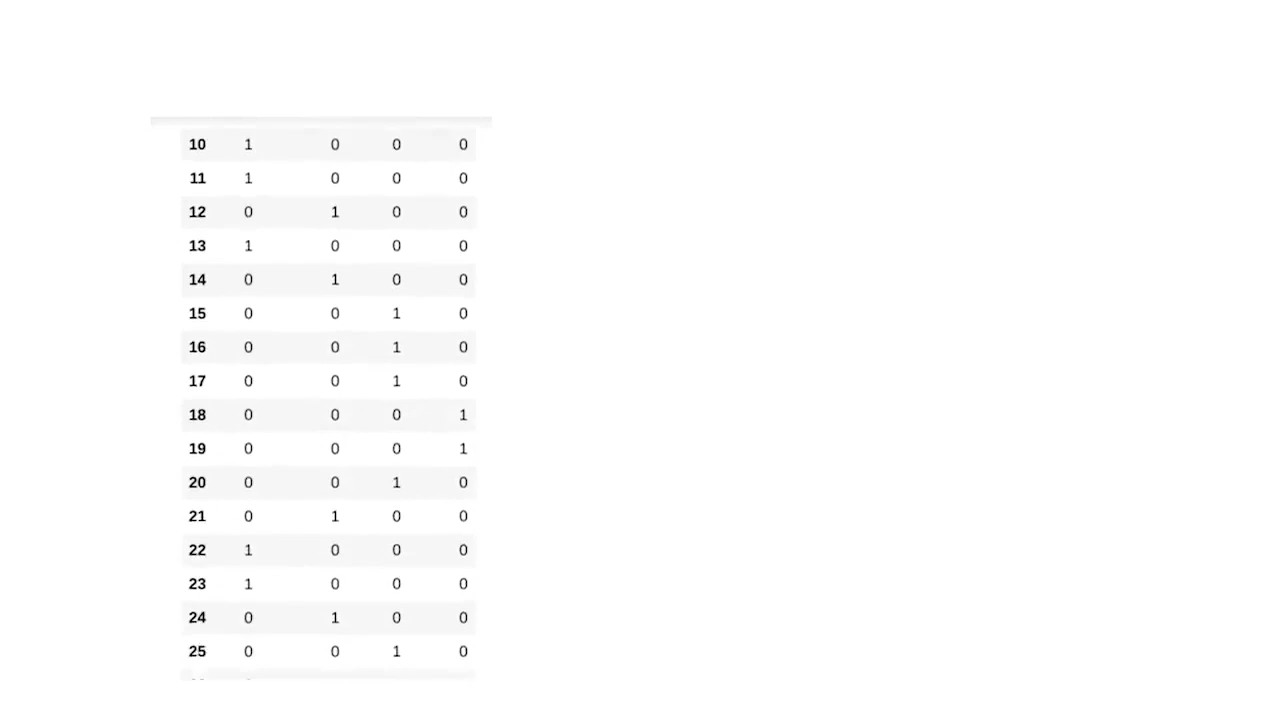 10 1 0 0 0
11 1 0 0 0
12 0 1 0 0
13 1 0 0 0
14 0 1 0 0
15 0 0 1 0
16 0 0 1 0
17 0 0 1 0
18 0 0 0 1
19 0 0 0 1
20 0 0 1 0
21 0 1 0 0
22 1 0 0 0
23 1 0 0 0
24 0 1 0 0
25 0 0 1 0